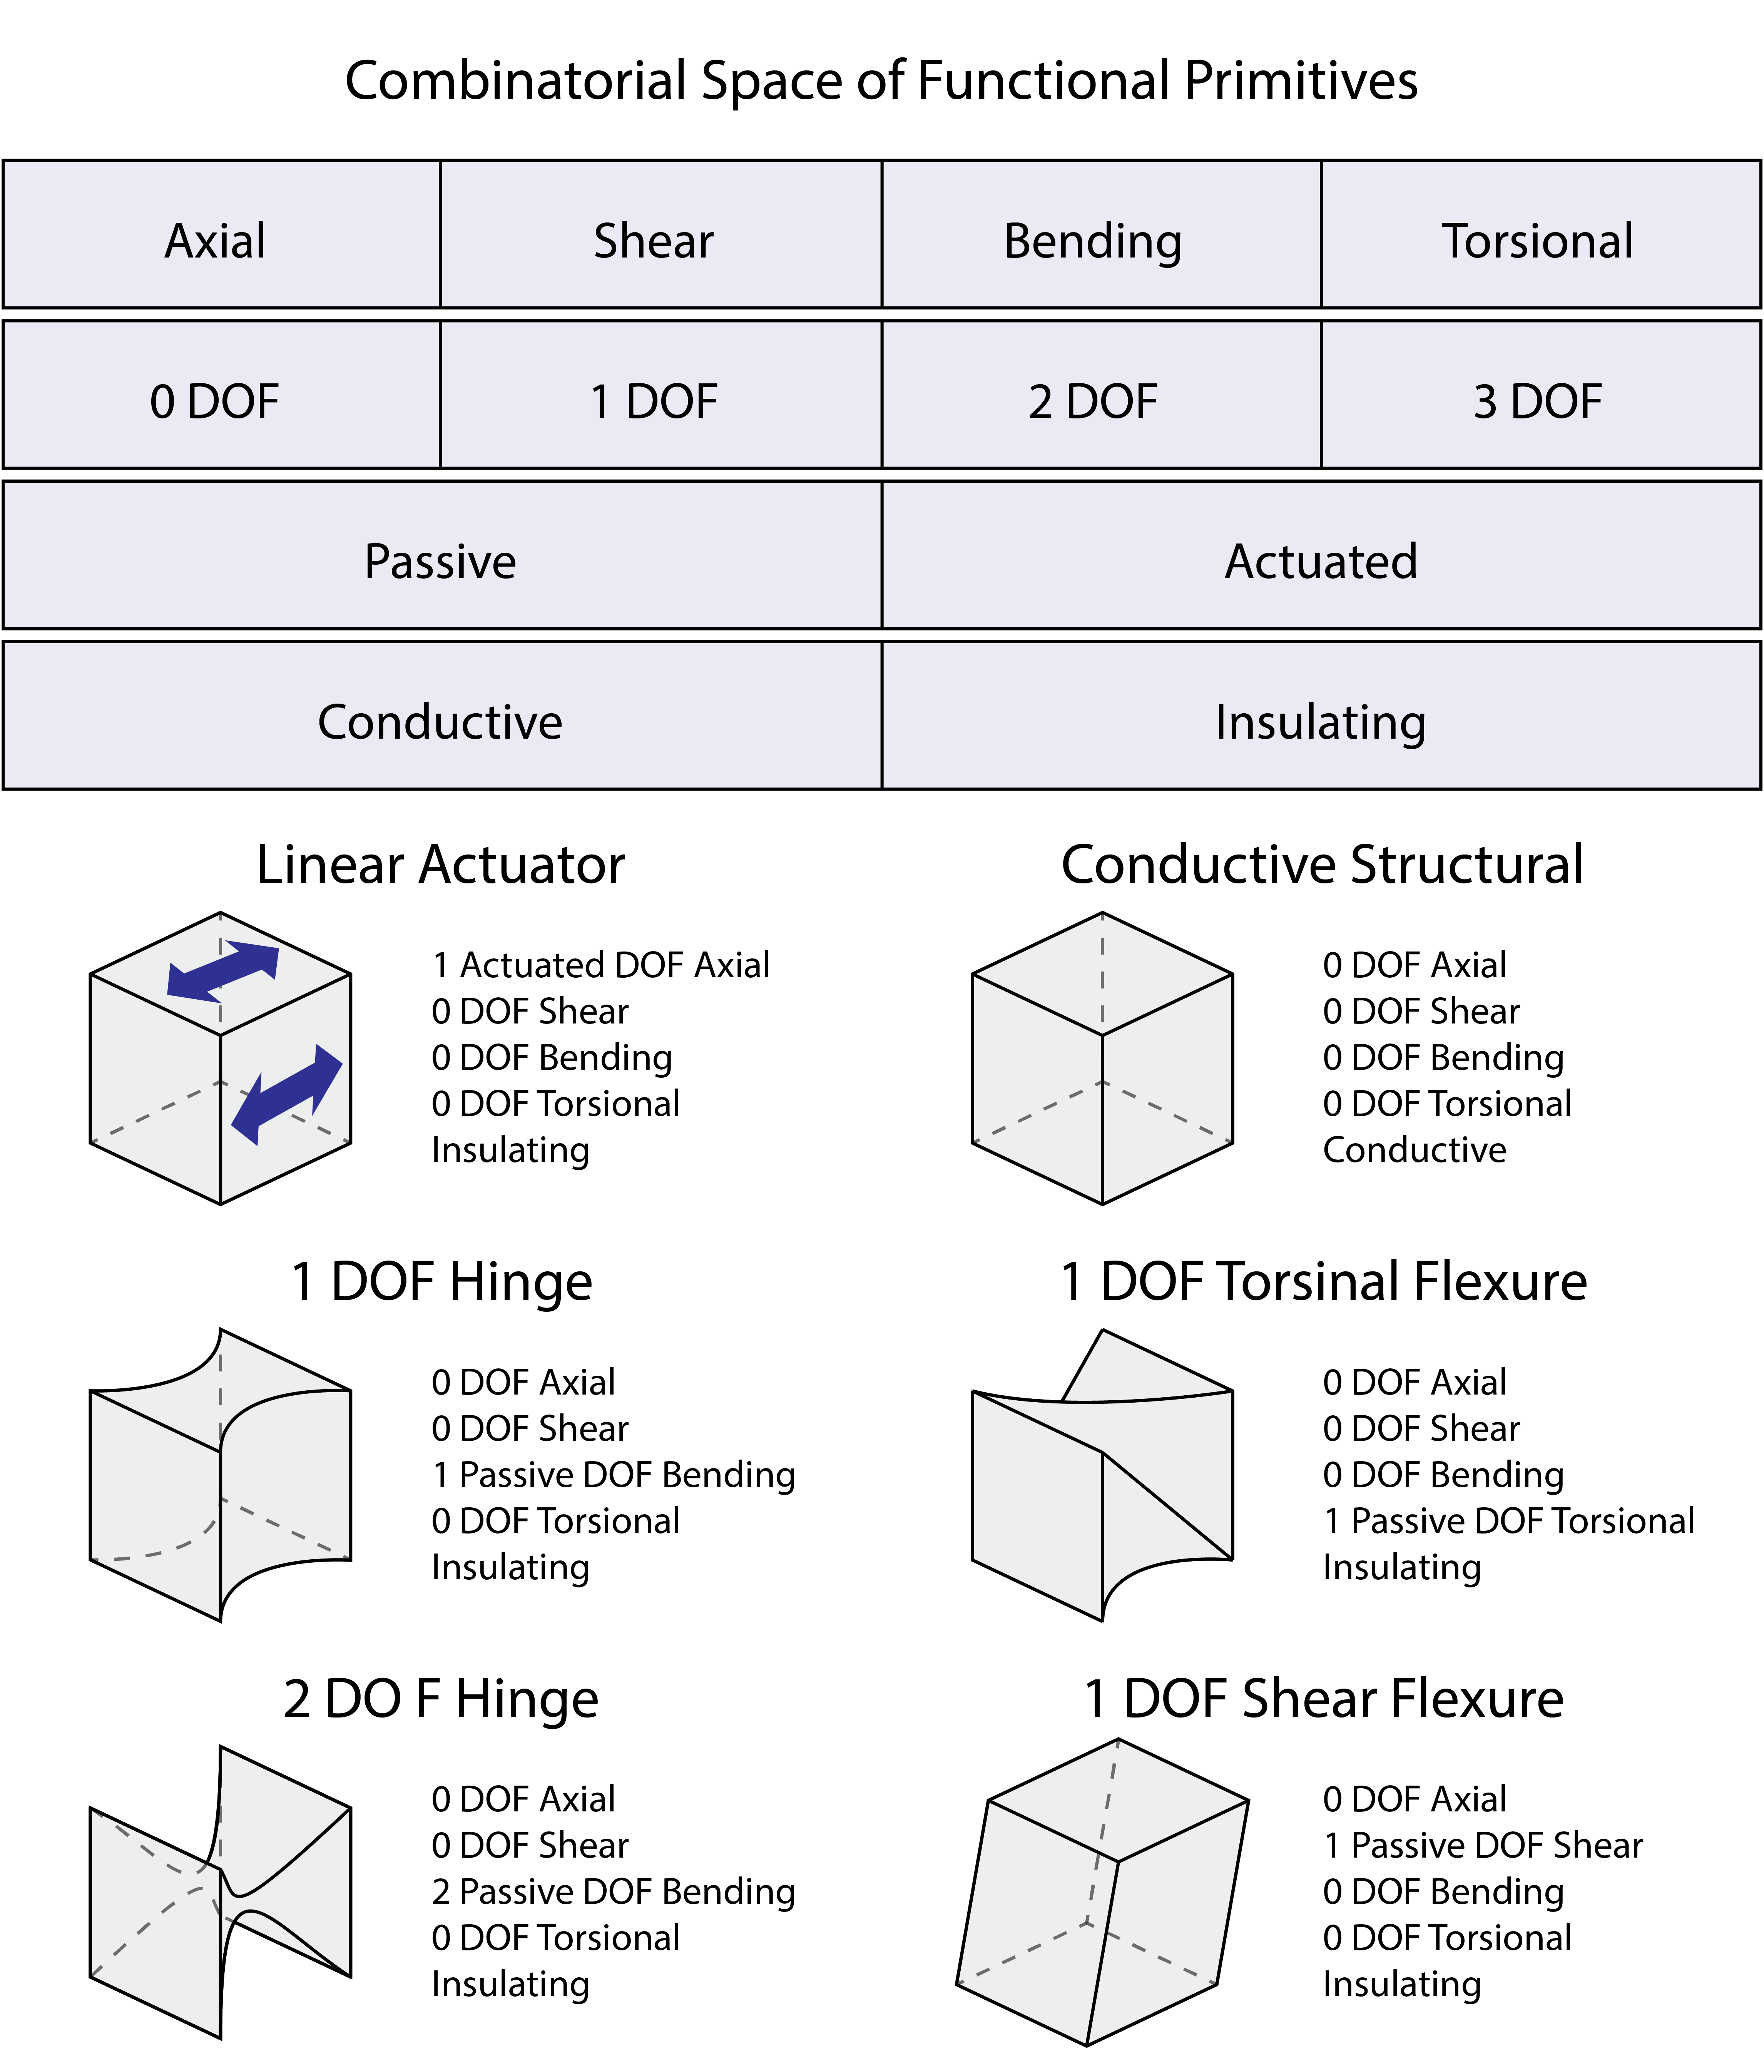 Combinatorial Space of Functional Primitives
Axial
Shear
Bending
Torsional
0 DOF
1 DOF
2 DOF
3 DOF
Passive
Actuated
Conductive
Insulating
Linear Actuator
1 Actuated DOF Axial
0 DOF Shear
0 DOF Bending
0 DOF Torsional
Insulating
Conductive Structural
0 DOF Axial
0 DOF Shear
0 DOF Bending
0 DOF Torsional
Conductive
1 DOF Hinge
0 DOF Axial
0 DOF Shear
1 Passive DOF Bending
0 DOF Torsional
Insulating
1 DOF Torsinal Flexure
0 DOF Axial
0 DOF Shear
0 DOF Bending
1 Passive DOF Torsional
Insulating
2 DO F Hinge
0 DOF Axial
0 DOF Shear
2 Passive DOF Bending
0 DOF Torsional
Insulating
1 DOF Shear Flexure
0 DOF Axial
1 Passive DOF Shear
0 DOF Bending
0 DOF Torsional
Insulating